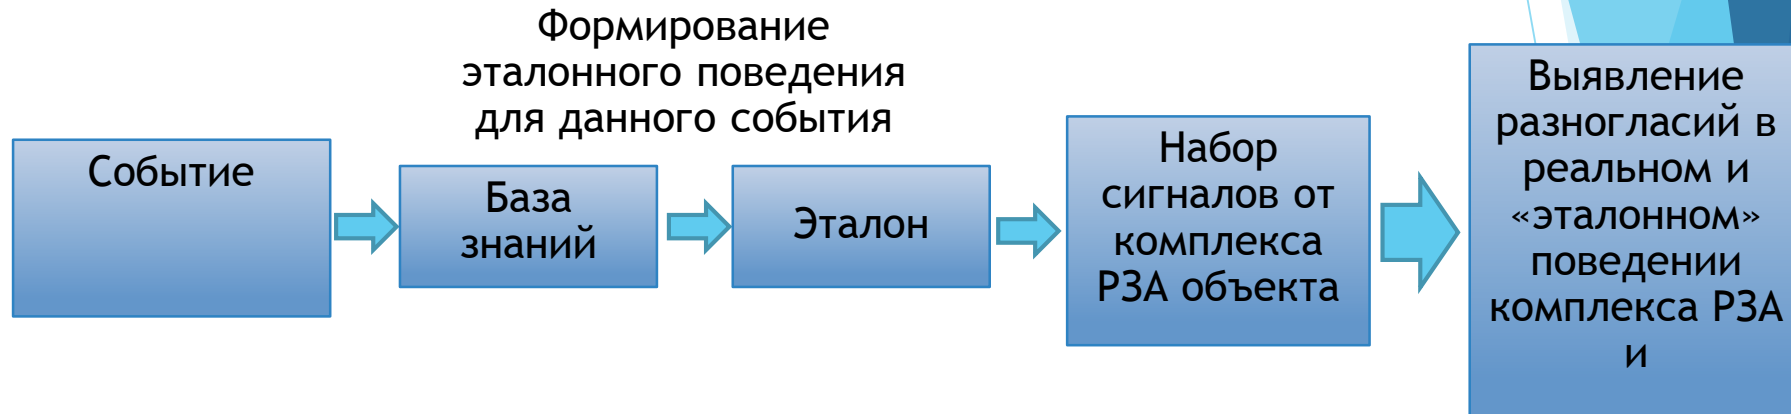 Формирование
эталонного поведения
для данного события
Событие
База
знаний
Эталон
Набор
сигналов от
комплекса
РЗА объекта
Выявление
разногласий в
реальном и
«эталонном»
поведении
комплекса РЗА
и